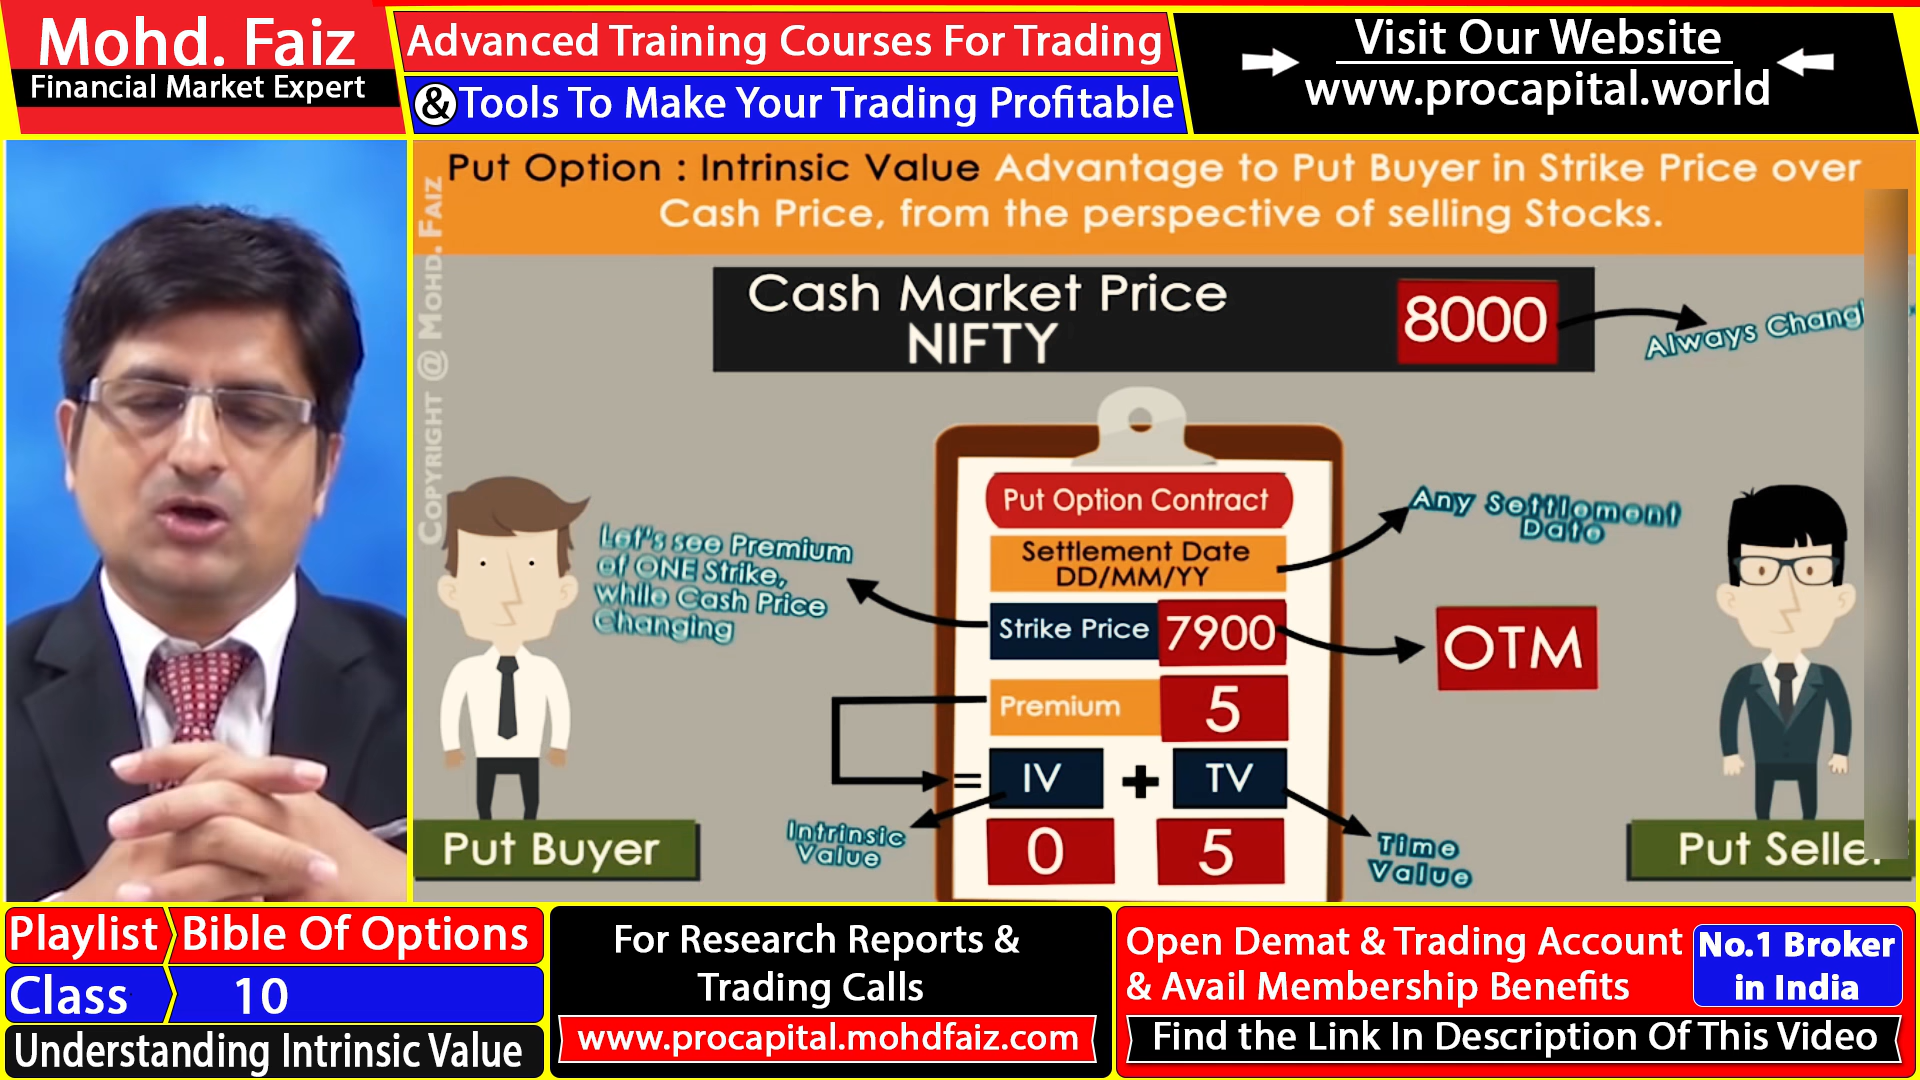 Mohd. Faiz
Financial Market Expert
Advanced Training Courses For Trading
& Tools To Make Your Trading Profitable
Visit Our Website
www.procapital.world
Put Option : Intrinsic Value Advantage to Put Buyer in Strike Price over
Cash Price, from the perspective of selling Stocks.
COPYRIGHT @ MOHD. FAIZ
Cash Market Price
NIFTY
8000
Always
Put Option Contract
Settlement Date
DD/MM/YY
Any Settlement
Date
Let's see Premium
of ONE Strike,
while Cash Price
Changing
Strike Price 7900
OTM
Premium 5
= IV + TV
0 5
Intrinsic
Value
Time
Value
Put Buyer
Put Seller
Playlist Bible Of Options
Class 10
Understanding Intrinsic Value
For Research Reports &
Trading Calls
www.procapital.mohdfaiz.com
Open Demat & Trading Account
& Avail Membership Benefits
No.1 Broker
in India
Find the Link In Description Of This Video